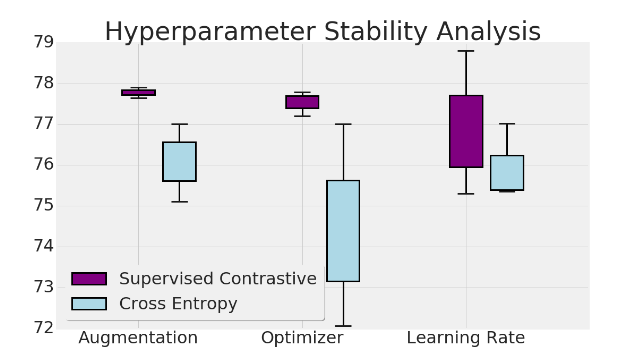 Hyperparameter Stability Analysis
79
78
77
76
75
74
73
72
Supervised Contrastive
Cross Entropy
Augmentation
Optimizer
Learning Rate